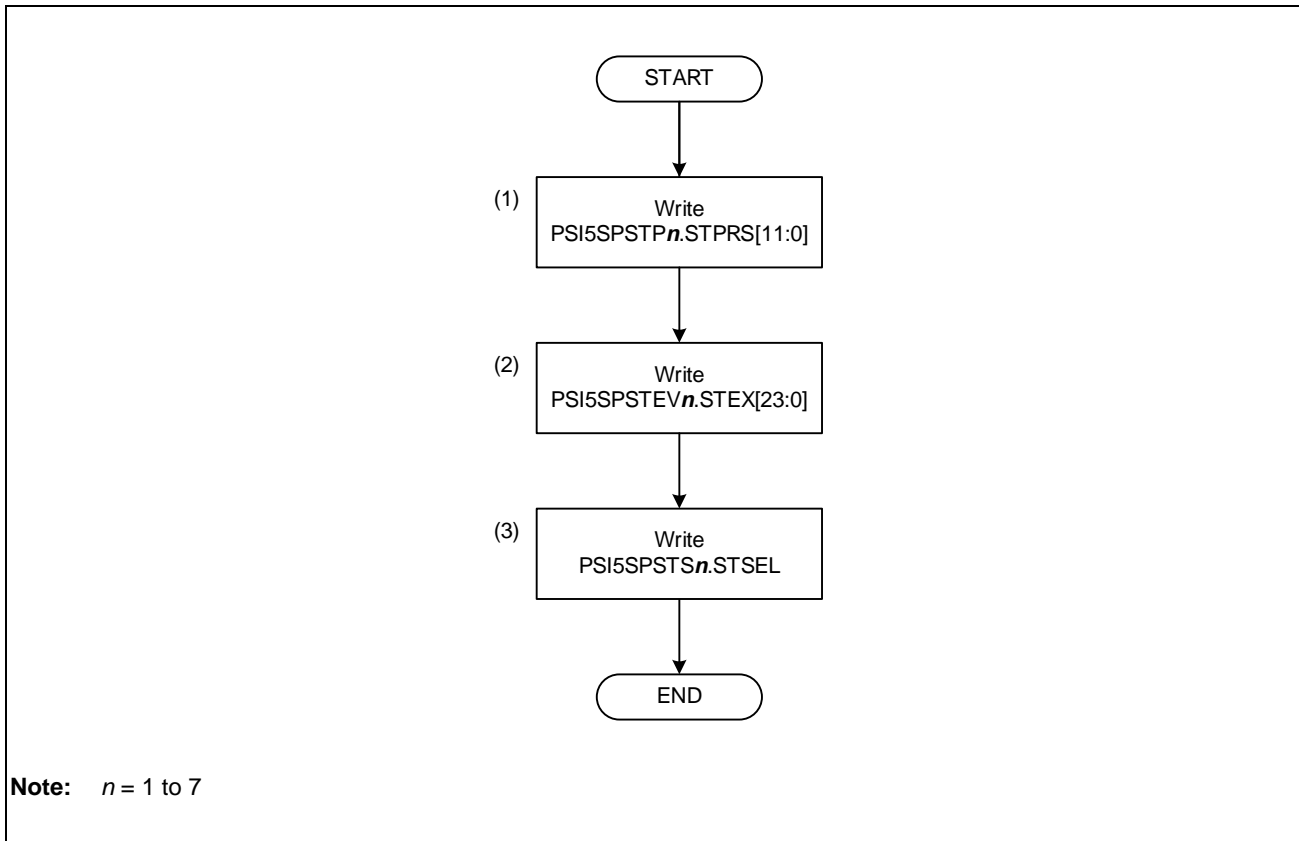 START
(1)
Write
PSI5SPSTPn.STPRS[11:0]
(2)
Write
PSI5SPSTEVn.STEX[23:0]
(3)
Write
PSI5SPSTSn.STSEL
END
Note: n = 1 to 7